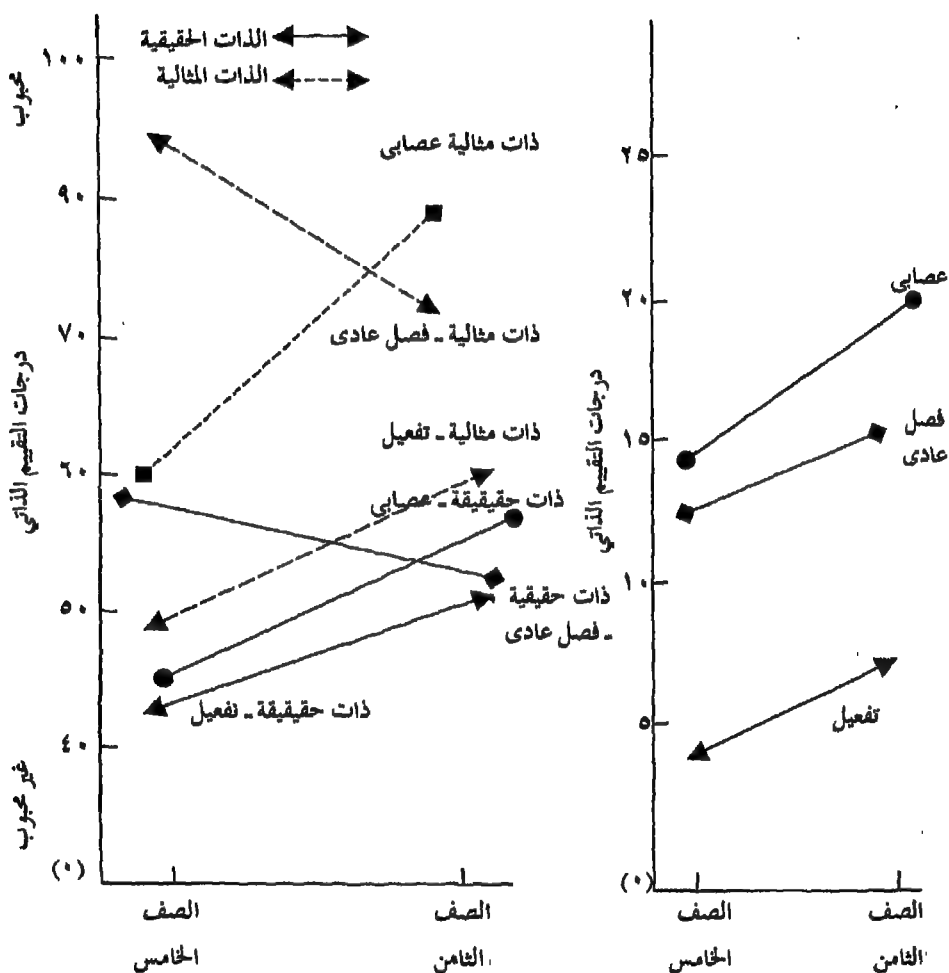 الذات الحقيقية
الذات المثالية
محبوب
درجات التقييم الذاتي
غير محبوب
١٠٠
٩٠
٧٠
٦٠
٥٠
٤٠
(٠)
ذات مثالية عصابى
ذات مثالية ـ فصل عادى
ذات مثالية ـ تفعيل
ذات حقيقيقة ـ عصابى
ذات حقيقية
ـ فصل عادى
ذات حقيقيقة ـ تفعيل
الصف
الخامس
الصف
الثامن
درجات التقييم الذاتي
٢٥
٢٠
١٥
١٠
٥
(٠)
عصابى
فصل
عادى
تفعيل
الصف
الخامس
الصف
الثامن